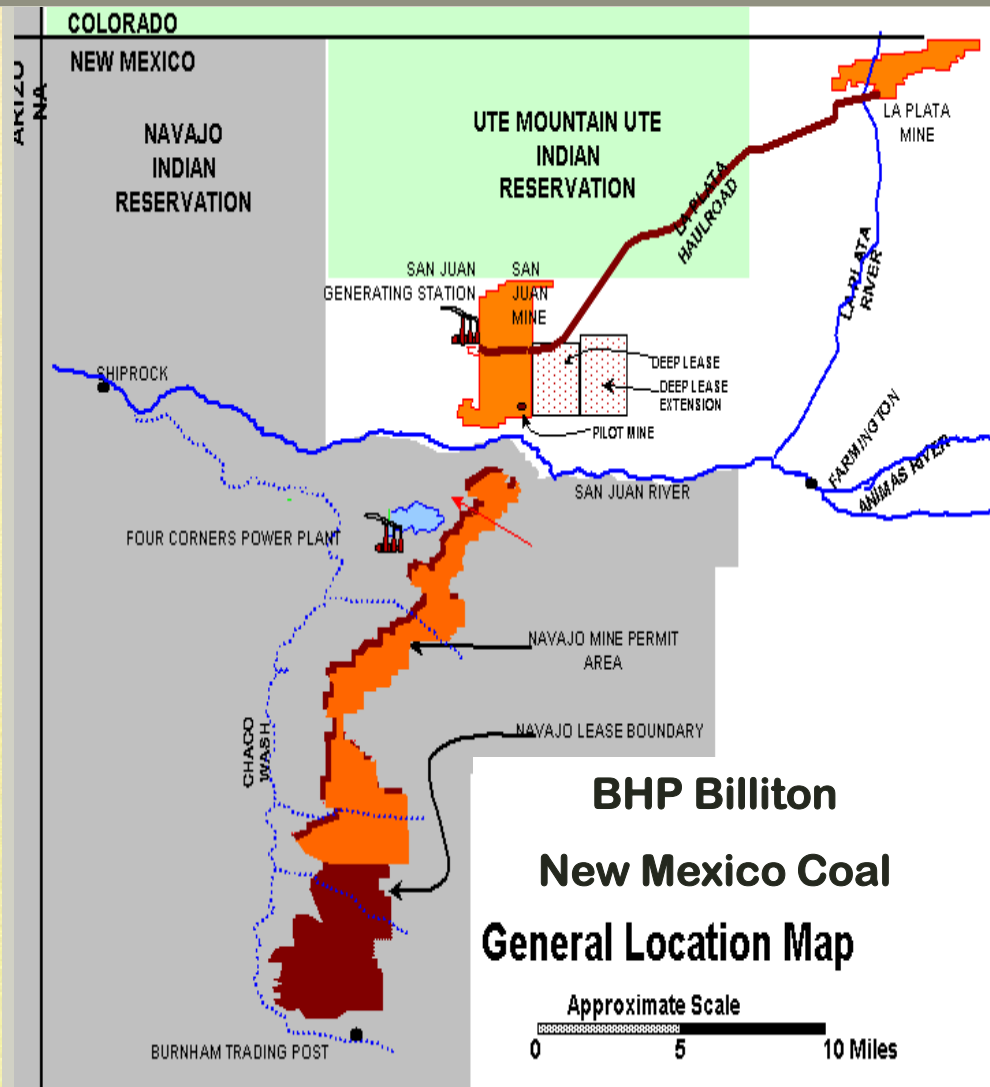 COLORADO
NEW MEXICO
ARIZO
NA
NAVAJO
INDIAN
RESERVATION
UTE MOUNTAIN UTE
INDIAN
RESERVATION
LA PLATA
MINE
LA PLATA
HAULROAD
LA PLATA
RIVER
SAN JUAN
GENERATING STATION
SAN
JUAN
MINE
DEEP LEASE
DEEP LEASE
EXTENSION
PILOT MINE
SHIPROCK
FARMINGTON
ANIMAS RIVER
SAN JUAN RIVER
FOUR CORNERS POWER PLANT
NAVAJO MINE PERMIT
AREA
NAVAJO LEASE BOUNDARY
CHACO
WASH
BHP Billiton
New Mexico Coal
General Location Map
Approximate Scale
0 5 10 Miles
BURNHAM TRADING POST